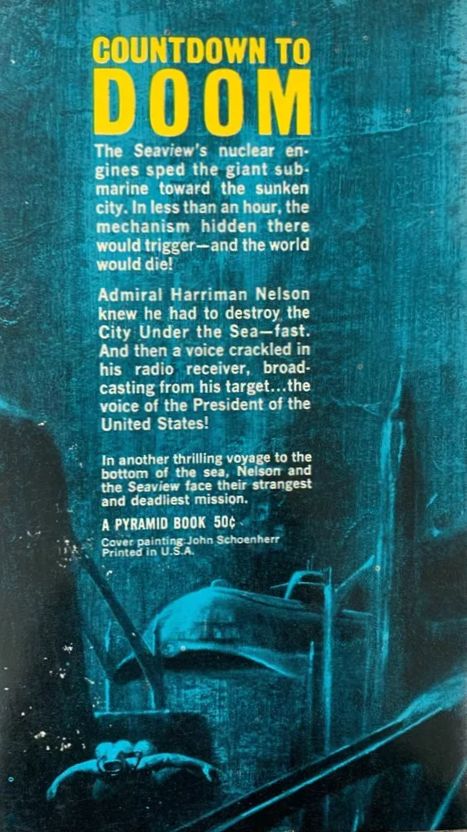 COUNTDOWN TO
DOOM
The Seaview's nuclear en-
gines sped the giant sub-
marine toward the sunken
city. In less than an hour, the
mechanism hidden there
would trigger—and the world
would die!
Admiral Harriman Nelson
knew he had to destroy the
City Under the Sea—fast.
And then a voice crackled in
his radio receiver, broad-
casting from his target...the
voice of the President of the
United States!
In another thrilling voyage to the
bottom of the sea, Nelson and
the Seaview face their strangest
and deadliest mission.
A PYRAMID BOOK 50¢
Cover painting:John Schoenherr
Printed in U.S.A.